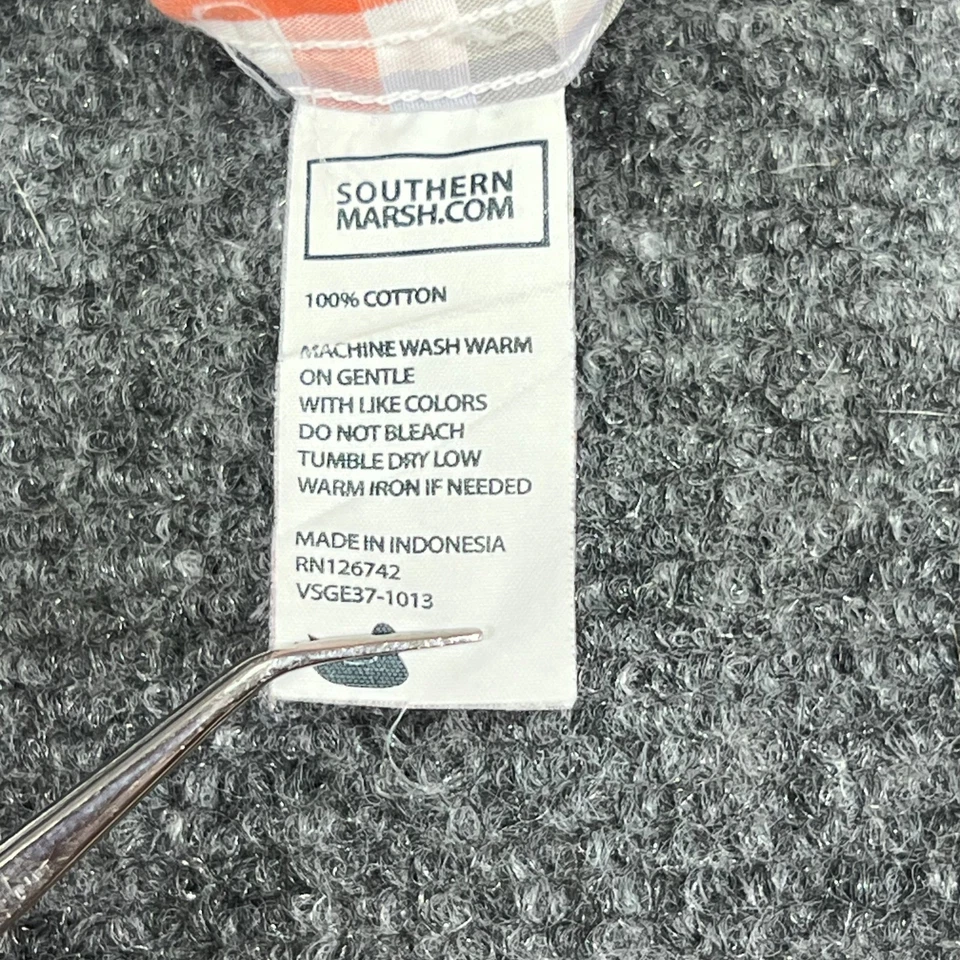 SOUTHERN
MARSH.COM
100% COTTON
MACHINE WASH WARM
ON GENTLE
WITH LIKE COLORS
DO NOT BLEACH
TUMBLE DRY LOW
WARM IRON IF NEEDED
MADE IN INDONESIA
RN126742
VSGE37-1013